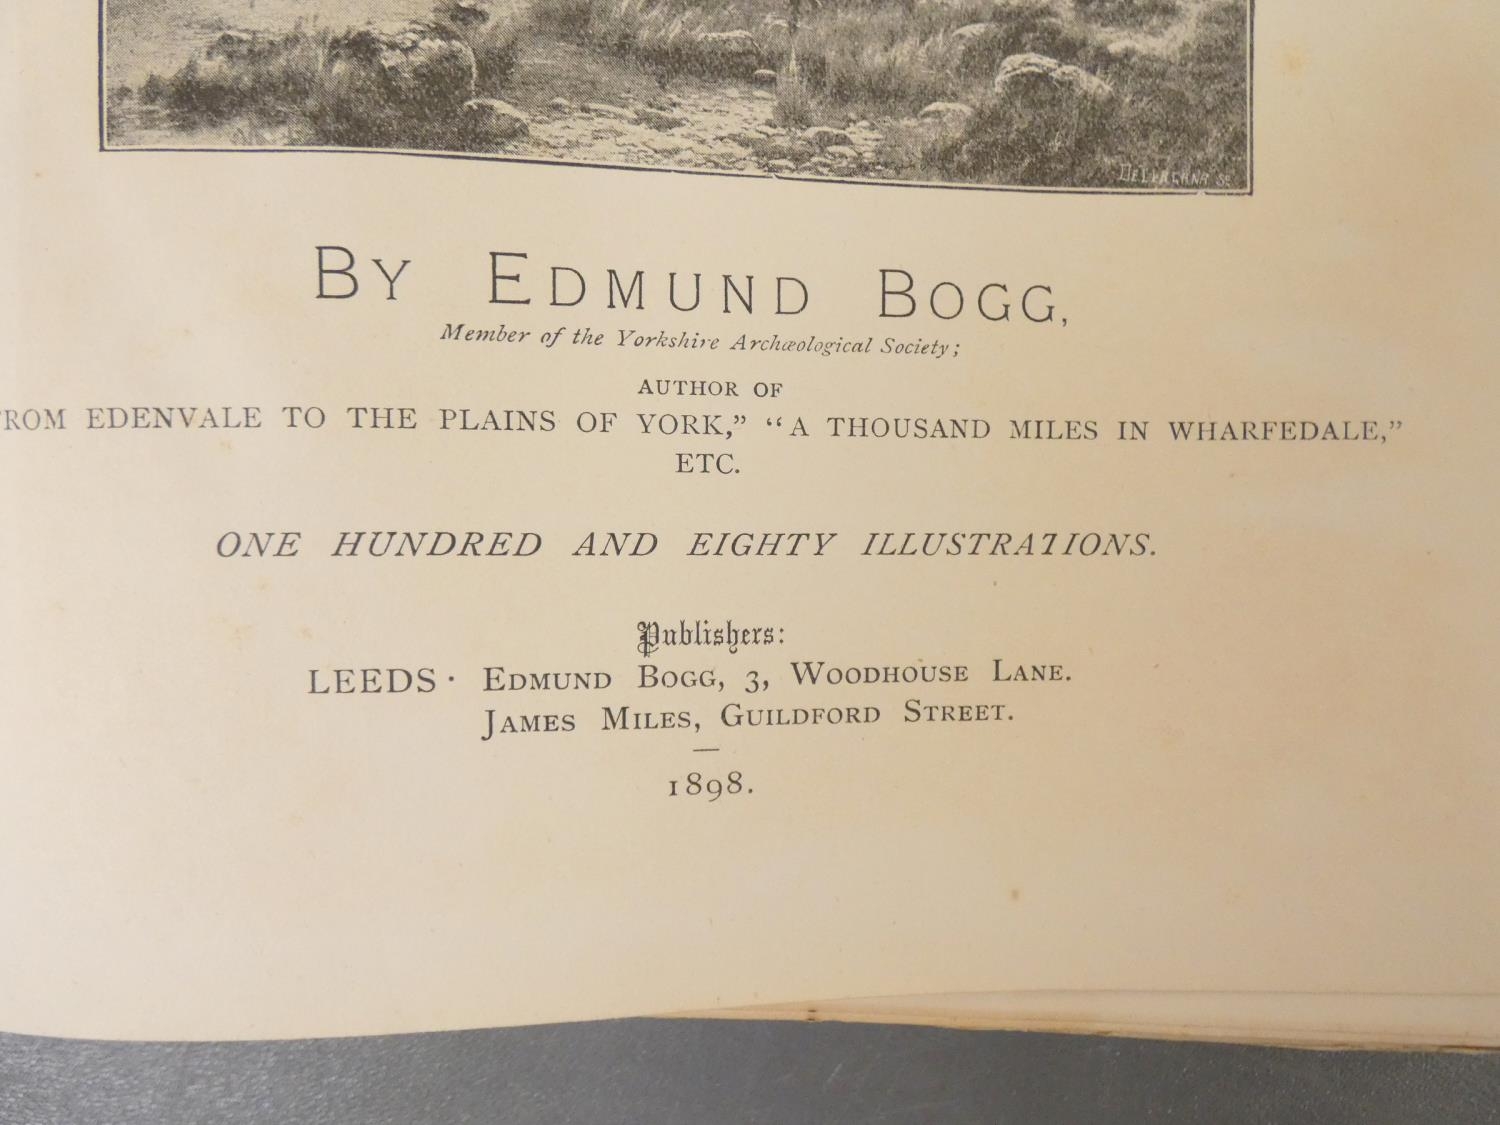 DELLAGANA Sc
BY EDMUND BOGG,
Member of the Yorkshire Archæological Society;
AUTHOR OF
FROM EDENVALE TO THE PLAINS OF YORK,” “A THOUSAND MILES IN WHARFEDALE,”
ETC.
ONE HUNDRED AND EIGHTY ILLUSTRATIONS.
Publishers:
LEEDS · EDMUND BOGG, 3, WOODHOUSE LANE.
JAMES MILES, GUILDFORD STREET.
1898.